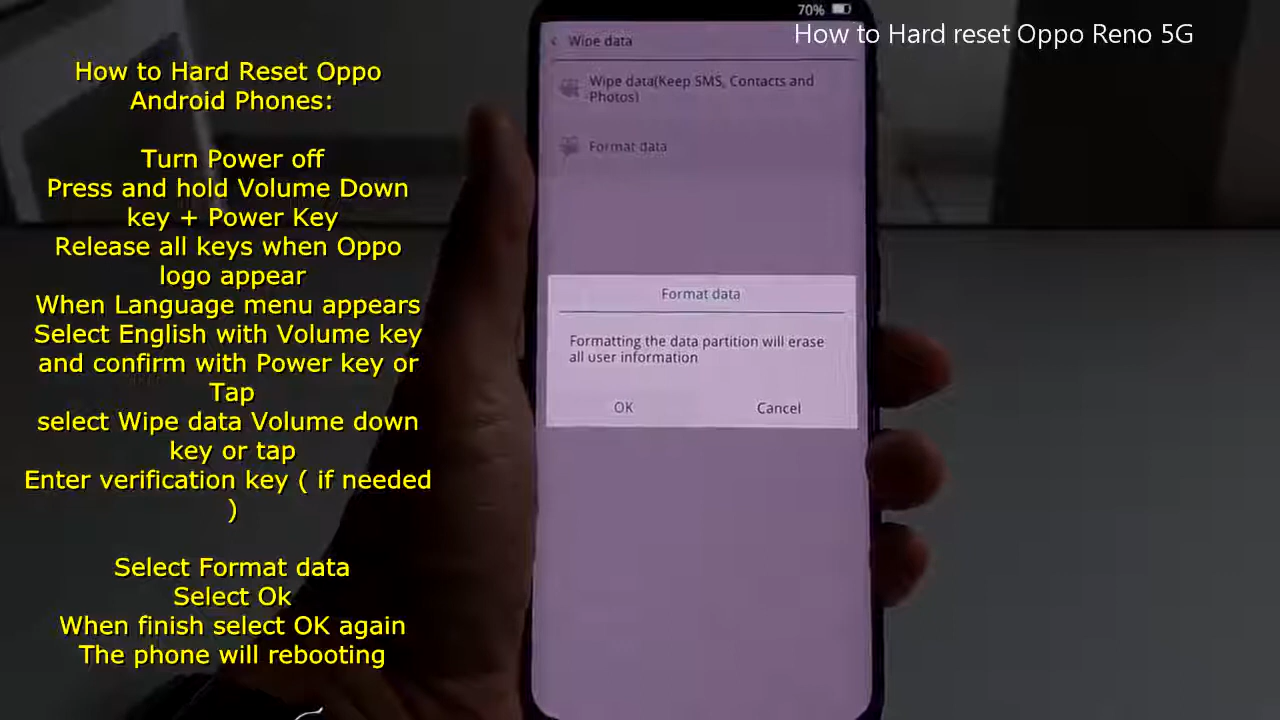 70%
How to Hard reset Oppo Reno 5G
How to Hard Reset Oppo
Android Phones:
Turn Power off
Press and hold Volume Down
key + Power Key
Release all keys when Oppo
logo appear
When Language menu appears
Select English with Volume key
and confirm with Power key or
Tap
select Wipe data Volume down
key or tap
Enter verification key ( if needed
)
Select Format data
Select Ok
When finish select OK again
The phone will rebooting
Wipe data
Wipe data(Keep SMS, Contacts and
Photos)
Format data
Format data
Formatting the data partition will erase
all user information
OK
Cancel